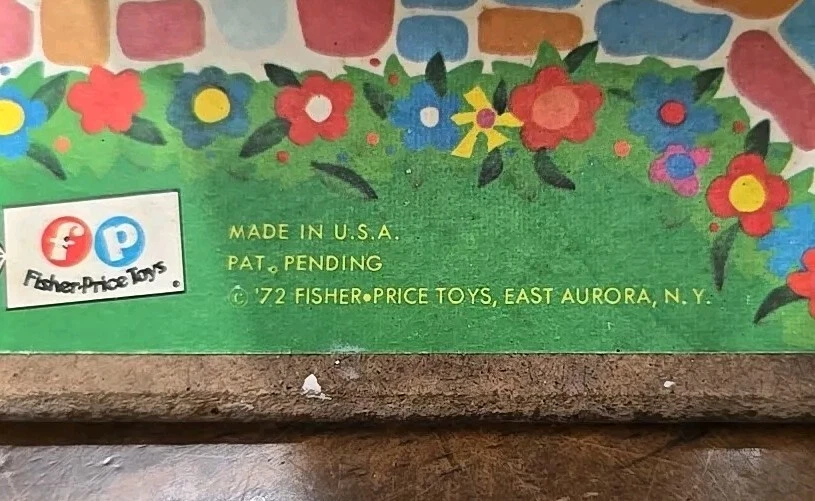 fp
Fisher-Price Toys
MADE IN U.S.A.
PAT. PENDING
© '72 FISHER•PRICE TOYS, EAST AURORA, N.Y.